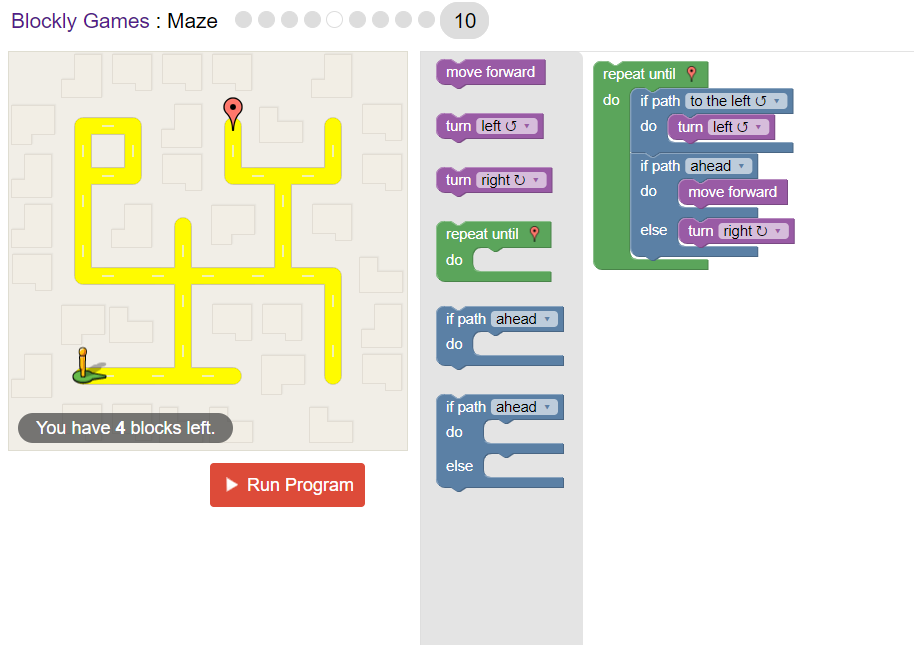 Blockly Games : Maze 10
You have 4 blocks left.
Run Program
move forward
turn left ↺ ▾
turn right ↻ ▾
repeat until
do
if path ahead ▾
do
if path ahead ▾
do
else
repeat until
do
if path to the left ↺ ▾
do turn left ↺ ▾
if path ahead ▾
do move forward
else turn right ↻ ▾